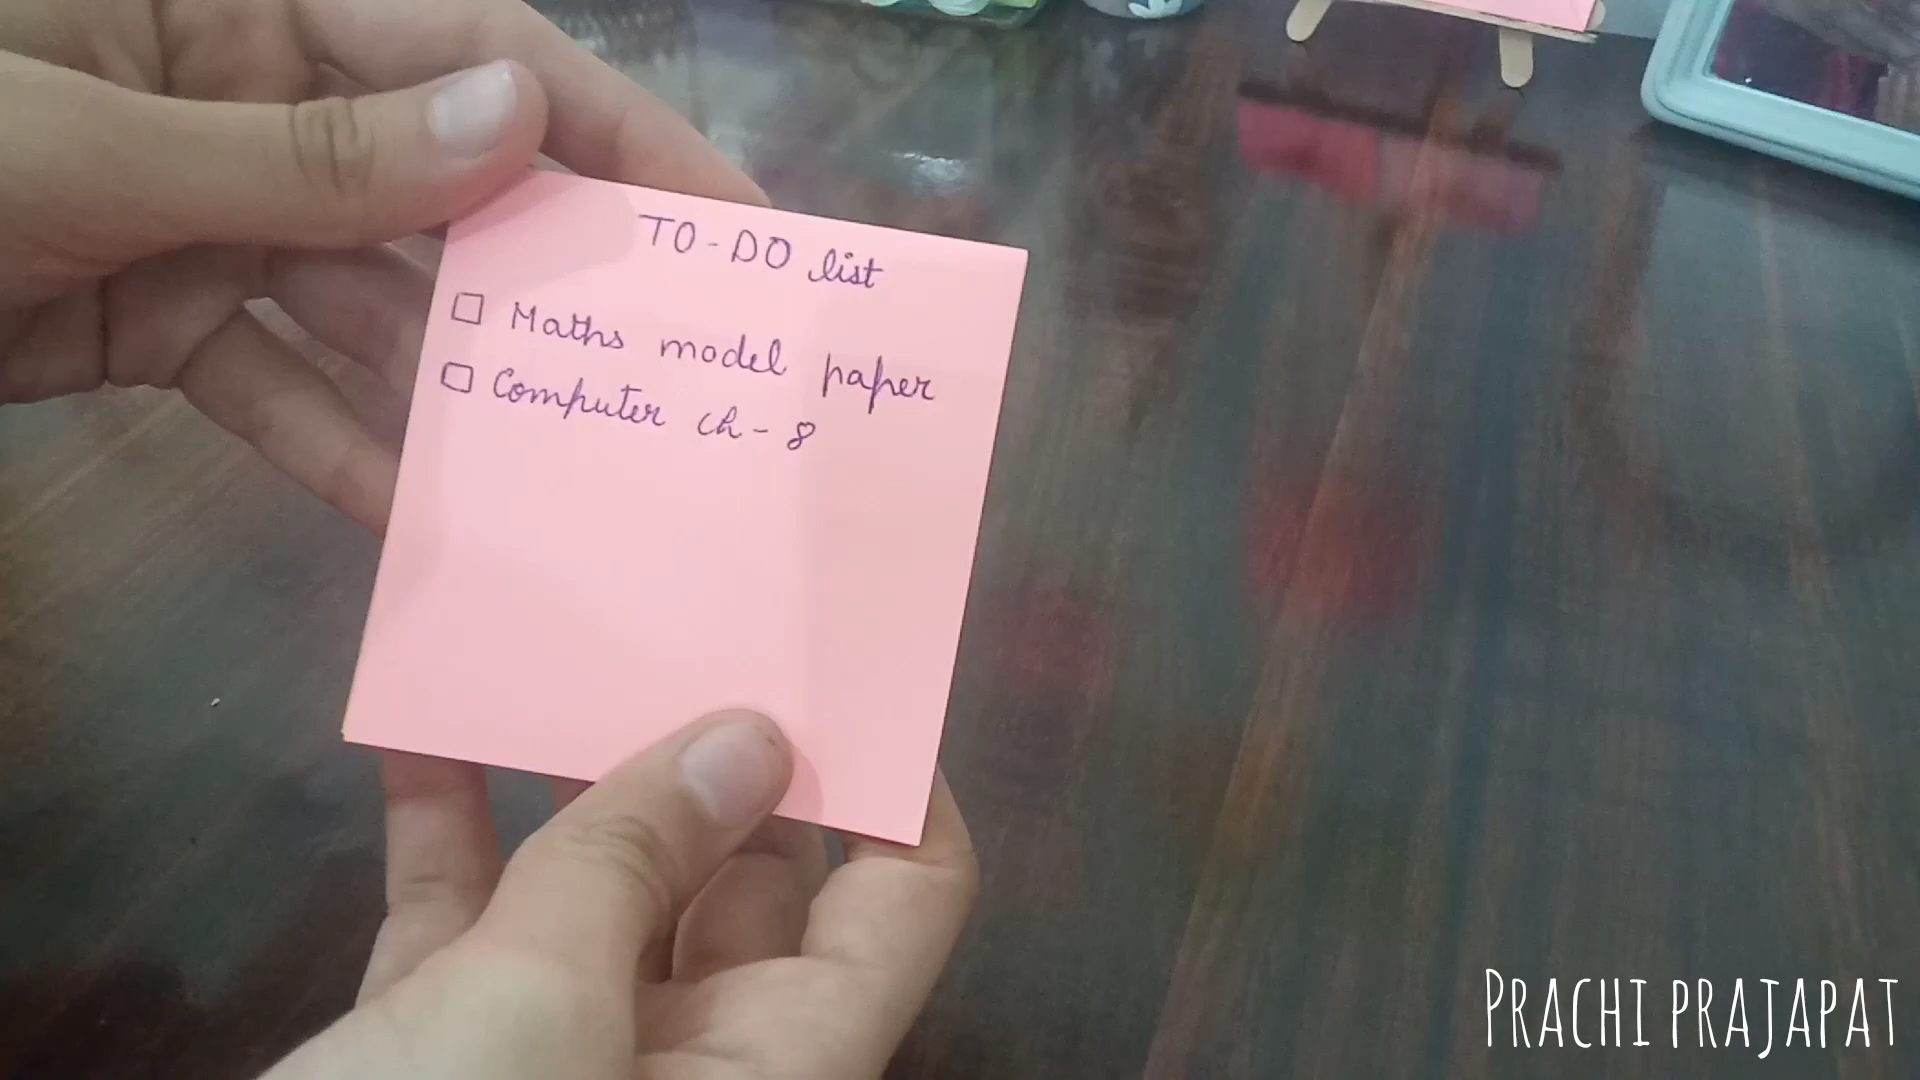 TO-DO list
□ Maths model paper
□ Computer ch-8
PRACHI PRAJAPAT